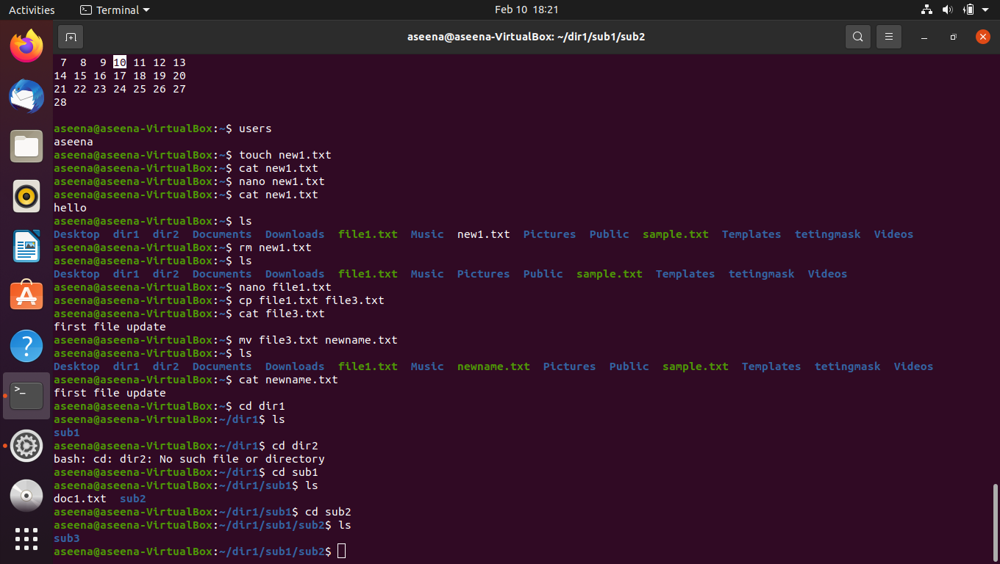 Activities Terminal Feb 10 18:21
aseena@aseena-VirtualBox: ~/dir1/sub1/sub2
7 8 9 10 11 12 13
14 15 16 17 18 19 20
21 22 23 24 25 26 27
28
aseena@aseena-VirtualBox:~$ users
aseena
aseena@aseena-VirtualBox:~$ touch new1.txt
aseena@aseena-VirtualBox:~$ cat new1.txt
aseena@aseena-VirtualBox:~$ nano new1.txt
aseena@aseena-VirtualBox:~$ cat new1.txt
hello
aseena@aseena-VirtualBox:~$ ls
Desktop dir1 dir2 Documents Downloads file1.txt Music new1.txt Pictures Public sample.txt Templates tetingmask Videos
aseena@aseena-VirtualBox:~$ rm new1.txt
aseena@aseena-VirtualBox:~$ ls
Desktop dir1 dir2 Documents Downloads file1.txt Music Pictures Public sample.txt Templates tetingmask Videos
aseena@aseena-VirtualBox:~$ nano file1.txt
aseena@aseena-VirtualBox:~$ cp file1.txt file3.txt
aseena@aseena-VirtualBox:~$ cat file3.txt
first file update
aseena@aseena-VirtualBox:~$ mv file3.txt newname.txt
aseena@aseena-VirtualBox:~$ ls
Desktop dir1 dir2 Documents Downloads file1.txt Music newname.txt Pictures Public sample.txt Templates tetingmask Videos
aseena@aseena-VirtualBox:~$ cat newname.txt
first file update
aseena@aseena-VirtualBox:~$ cd dir1
aseena@aseena-VirtualBox:~/dir1$ ls
sub1
aseena@aseena-VirtualBox:~/dir1$ cd dir2
bash: cd: dir2: No such file or directory
aseena@aseena-VirtualBox:~/dir1$ cd sub1
aseena@aseena-VirtualBox:~/dir1/sub1$ ls
doc1.txt sub2
aseena@aseena-VirtualBox:~/dir1/sub1$ cd sub2
aseena@aseena-VirtualBox:~/dir1/sub1/sub2$ ls
sub3
aseena@aseena-VirtualBox:~/dir1/sub1/sub2$